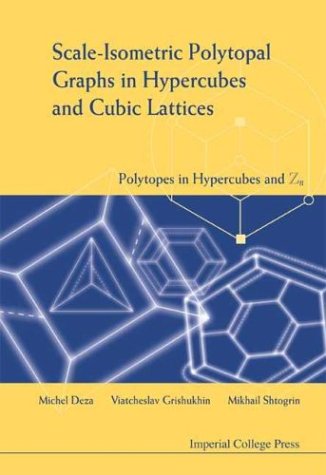 Scale-Isometric Polytopal
Graphs in Hypercubes
and Cubic Lattices
Polytopes in Hypercubes and ℤₙ
Michel Deza Viatcheslav Grishukhin Mikhail Shtogrin
Imperial College Press